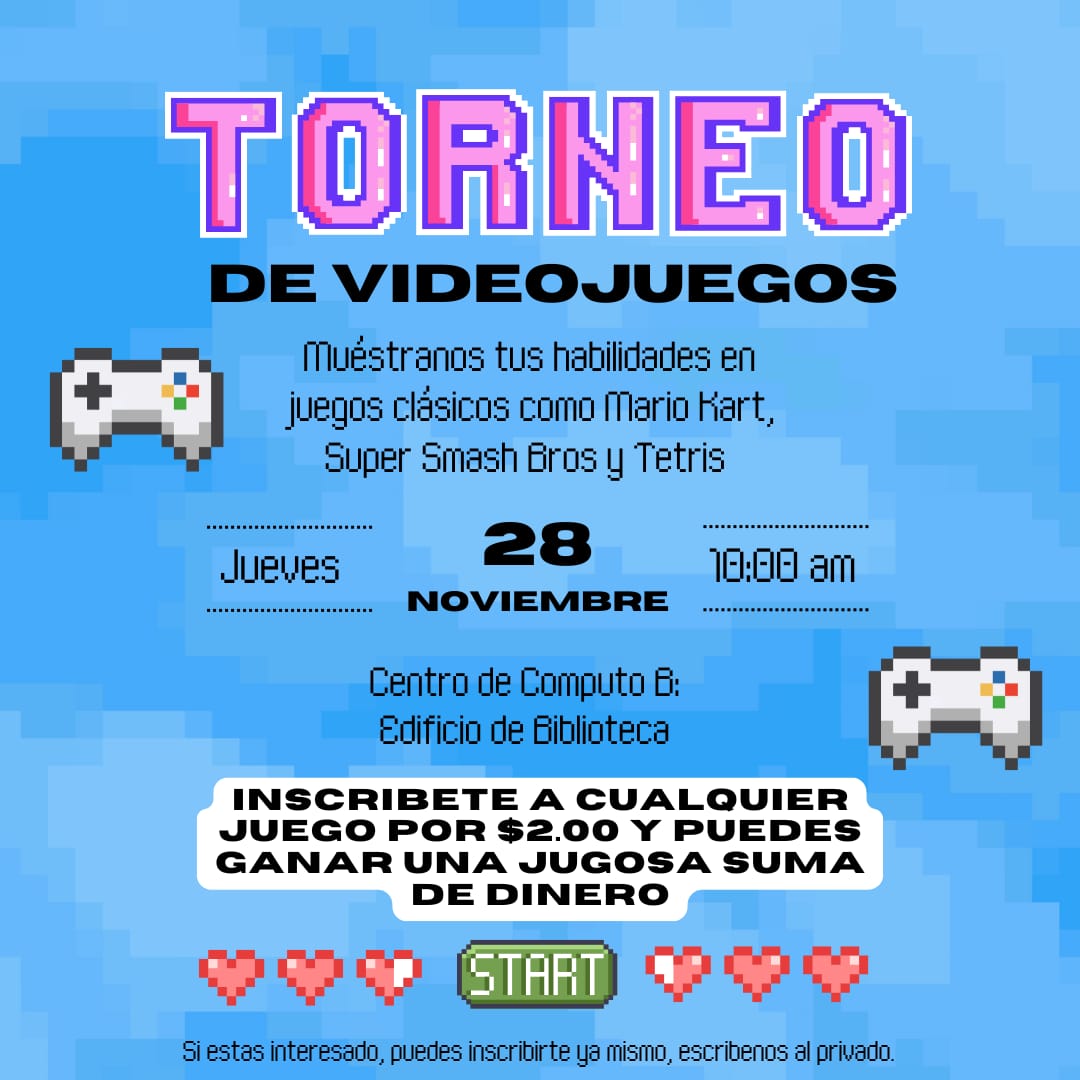 TORNEO
DE VIDEOJUEGOS
Muéstranos tus habilidades en
juegos clásicos como Mario Kart,
Super Smash Bros y Tetris
Jueves
28
NOVIEMBRE
10:00 am
Centro de Computo B:
Edificio de Biblioteca
INSCRIBETE A CUALQUIER
JUEGO POR $2.00 Y PUEDES
GANAR UNA JUGOSA SUMA
DE DINERO
START
Si estas interesado, puedes inscribirte ya mismo, escribenos al privado.